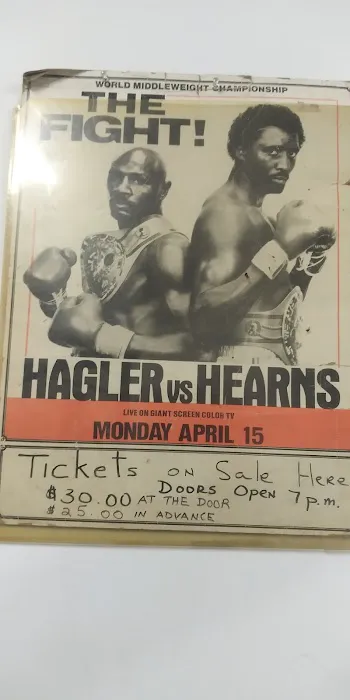 WORLD MIDDLEWEIGHT CHAMPIONSHIP
THE
FIGHT!
HAGLER VS HEARNS
LIVE ON GIANT SCREEN COLOR TV
MONDAY APRIL 15
Tickets ON Sale Here
DOORS OPEN 7 p.m.
$30.00 AT THE DOOR
$25.00 IN ADVANCE